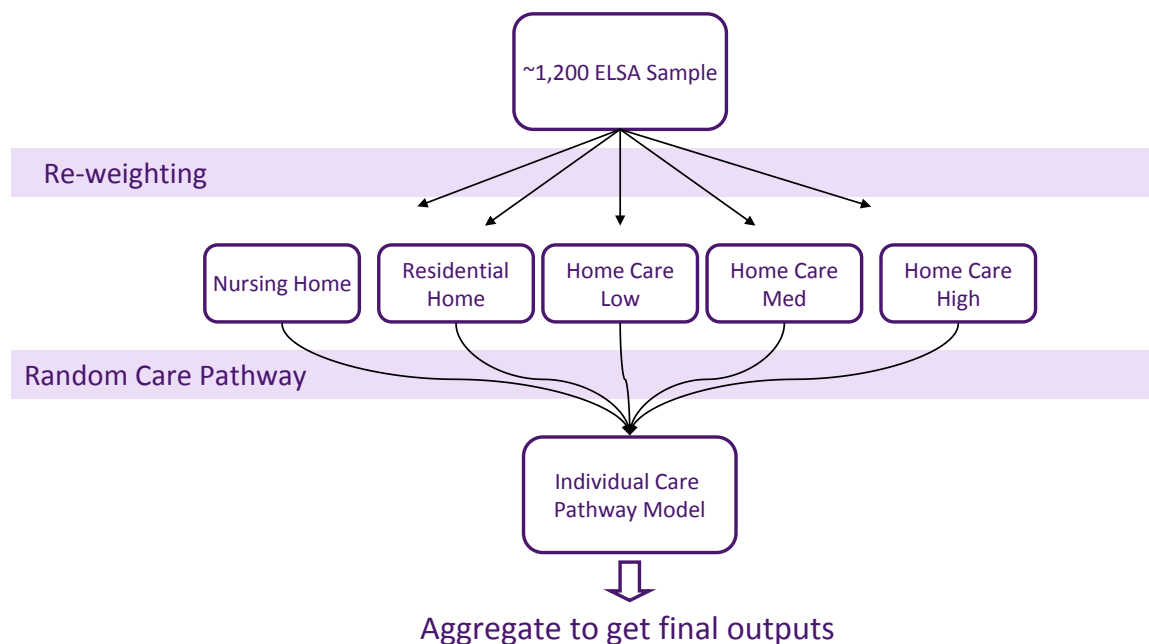 ~1,200 ELSA Sample
Re-weighting
Nursing Home
Residential
Home
Home Care
Low
Home Care
Med
Home Care
High
Random Care Pathway
Individual Care
Pathway Model
Aggregate to get final outputs